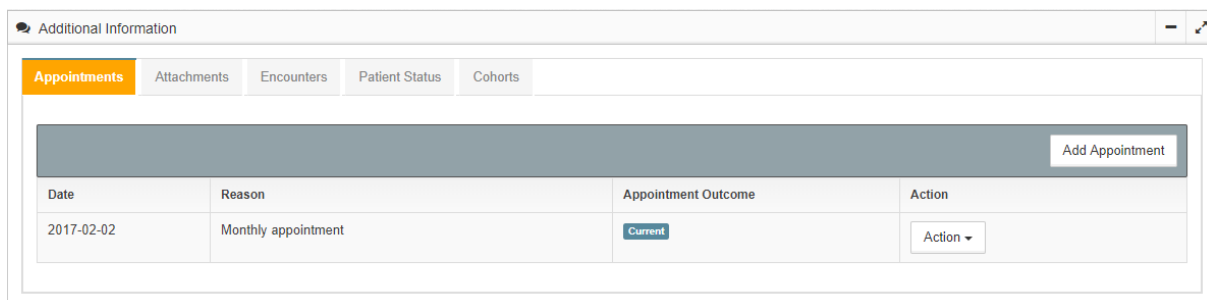 Additional Information
Appointments Attachments Encounters Patient Status Cohorts
Add Appointment
Date Reason Appointment Outcome Action
2017-02-02 Monthly appointment Current Action